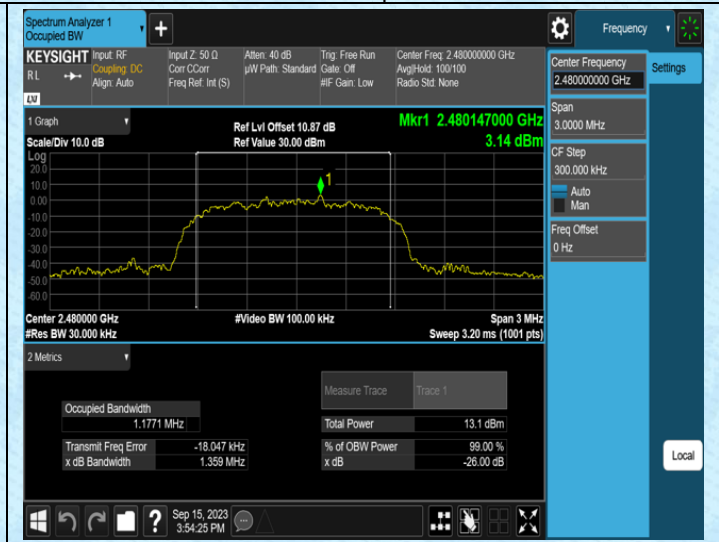 Spectrum Analyzer 1
Occupied BW
+
Frequency
KEYSIGHT
RL
Input: RF
Coupling: DC
Align: Auto
Input Z: 50 Ω
Corr CCorr
Freq Ref: Int (S)
Atten: 40 dB
µW Path: Standard
Trig: Free Run
Gate: Off
#IF Gain: Low
Center Freq: 2.480000000 GHz
Avg|Hold: 100/100
Radio Std: None
Center Frequency
2.480000000 GHz
Settings
Span
3.0000 MHz
CF Step
300.000 kHz
Auto
Man
Freq Offset
0 Hz
1 Graph
Scale/Div 10.0 dB
Ref Lvl Offset 10.87 dB
Ref Value 30.00 dBm
Mkr1 2.480147000 GHz
3.14 dBm
Log
20.0
10.0
0.00
-10.0
-20.0
-30.0
-40.0
-50.0
-60.0
1
Center 2.480000 GHz
#Res BW 30.000 kHz
#Video BW 100.00 kHz
Span 3 MHz
Sweep 3.20 ms (1001 pts)
2 Metrics
Measure Trace Trace 1
Occupied Bandwidth
1.1771 MHz
Total Power 13.1 dBm
Transmit Freq Error -18.047 kHz
% of OBW Power 99.00 %
x dB Bandwidth 1.359 MHz
x dB -26.00 dB
Local
?
Sep 15, 2023
3:54:25 PM